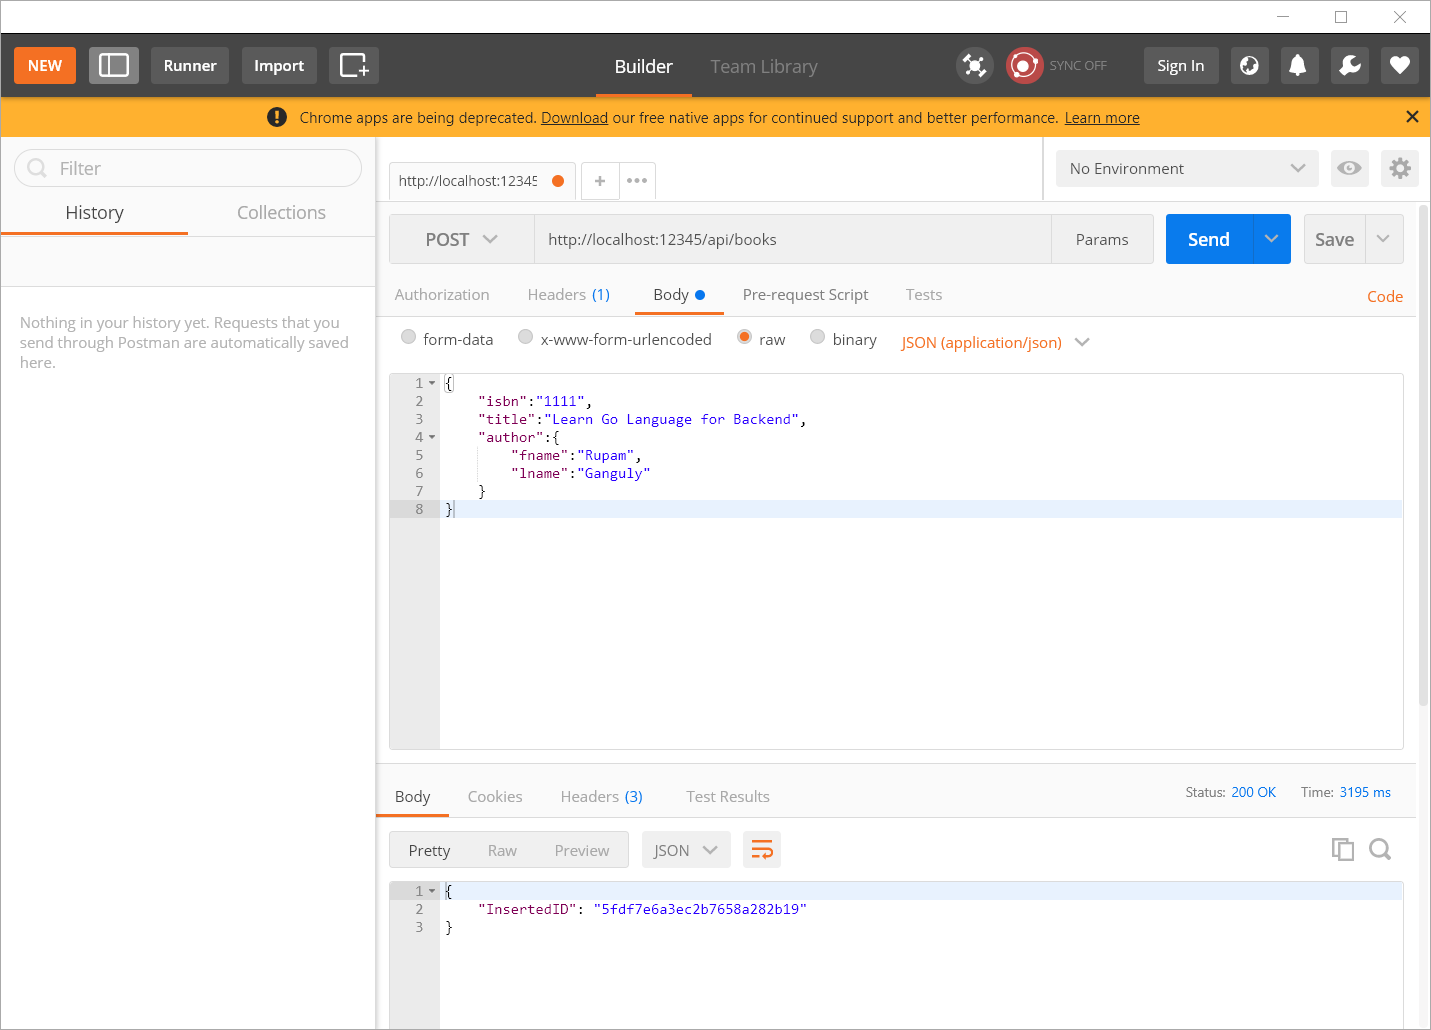 NEW
Runner
Import
Builder
Team Library
SYNC OFF
Sign In
Chrome apps are being deprecated. Download our free native apps for continued support and better performance. Learn more
Filter
History
Collections
Nothing in your history yet. Requests that you
send through Postman are automatically saved
here.
http://localhost:12345
No Environment
POST
http://localhost:12345/api/books
Params
Send
Save
Authorization
Headers (1)
Body
Pre-request Script
Tests
Code
form-data
x-www-form-urlencoded
raw
binary
JSON (application/json)
1 {
2 "isbn":"1111",
3 "title":"Learn Go Language for Backend",
4 "author":{
5 "fname":"Rupam",
6 "lname":"Ganguly"
7 }
8 }
Body
Cookies
Headers (3)
Test Results
Status: 200 OK
Time: 3195 ms
Pretty
Raw
Preview
JSON
1 {
2 "InsertedID": "5fdf7e6a3ec2b7658a282b19"
3 }